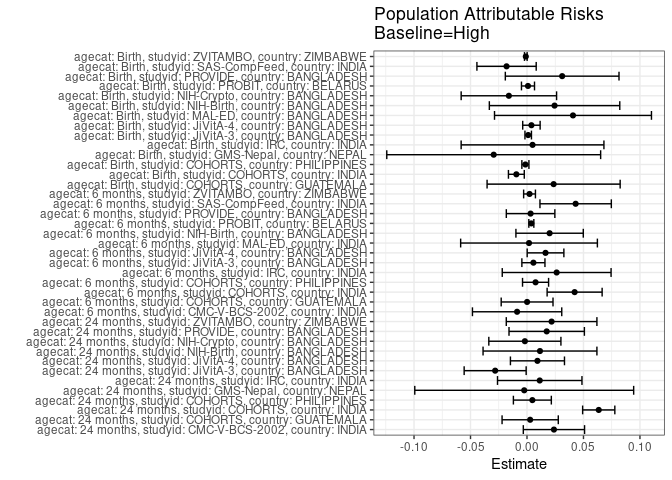 Population Attributable Risks
Baseline=High
agecat: Birth, studyid: ZVITAMBO, country: ZIMBABWE
agecat: Birth, studyid: SAS-CompFeed, country: INDIA
agecat: Birth, studyid: PROVIDE, country: BANGLADESH
agecat: Birth, studyid: PROBIT, country: BELARUS
agecat: Birth, studyid: NIH-Crypto, country: BANGLADESH
agecat: Birth, studyid: NIH-Birth, country: BANGLADESH
agecat: Birth, studyid: MAL-ED, country: BANGLADESH
agecat: Birth, studyid: JiVitA-4, country: BANGLADESH
agecat: Birth, studyid: JiVitA-3, country: BANGLADESH
agecat: Birth, studyid: IRC, country: INDIA
agecat: Birth, studyid: GMS-Nepal, country: NEPAL
agecat: Birth, studyid: COHORTS, country: PHILIPPINES
agecat: Birth, studyid: COHORTS, country: INDIA
agecat: Birth, studyid: COHORTS, country: GUATEMALA
agecat: 6 months, studyid: ZVITAMBO, country: ZIMBABWE
agecat: 6 months, studyid: SAS-CompFeed, country: INDIA
agecat: 6 months, studyid: PROVIDE, country: BANGLADESH
agecat: 6 months, studyid: PROBIT, country: BELARUS
agecat: 6 months, studyid: NIH-Birth, country: BANGLADESH
agecat: 6 months, studyid: MAL-ED, country: INDIA
agecat: 6 months, studyid: JiVitA-4, country: BANGLADESH
agecat: 6 months, studyid: JiVitA-3, country: BANGLADESH
agecat: 6 months, studyid: IRC, country: INDIA
agecat: 6 months, studyid: COHORTS, country: PHILIPPINES
agecat: 6 months, studyid: COHORTS, country: INDIA
agecat: 6 months, studyid: COHORTS, country: GUATEMALA
agecat: 6 months, studyid: CMC-V-BCS-2002, country: INDIA
agecat: 24 months, studyid: ZVITAMBO, country: ZIMBABWE
agecat: 24 months, studyid: PROVIDE, country: BANGLADESH
agecat: 24 months, studyid: NIH-Crypto, country: BANGLADESH
agecat: 24 months, studyid: NIH-Birth, country: BANGLADESH
agecat: 24 months, studyid: JiVitA-4, country: BANGLADESH
agecat: 24 months, studyid: JiVitA-3, country: BANGLADESH
agecat: 24 months, studyid: IRC, country: INDIA
agecat: 24 months, studyid: GMS-Nepal, country: NEPAL
agecat: 24 months, studyid: COHORTS, country: PHILIPPINES
agecat: 24 months, studyid: COHORTS, country: INDIA
agecat: 24 months, studyid: COHORTS, country: GUATEMALA
agecat: 24 months, studyid: CMC-V-BCS-2002, country: INDIA
-0.10 -0.05 0.00 0.05 0.10
Estimate